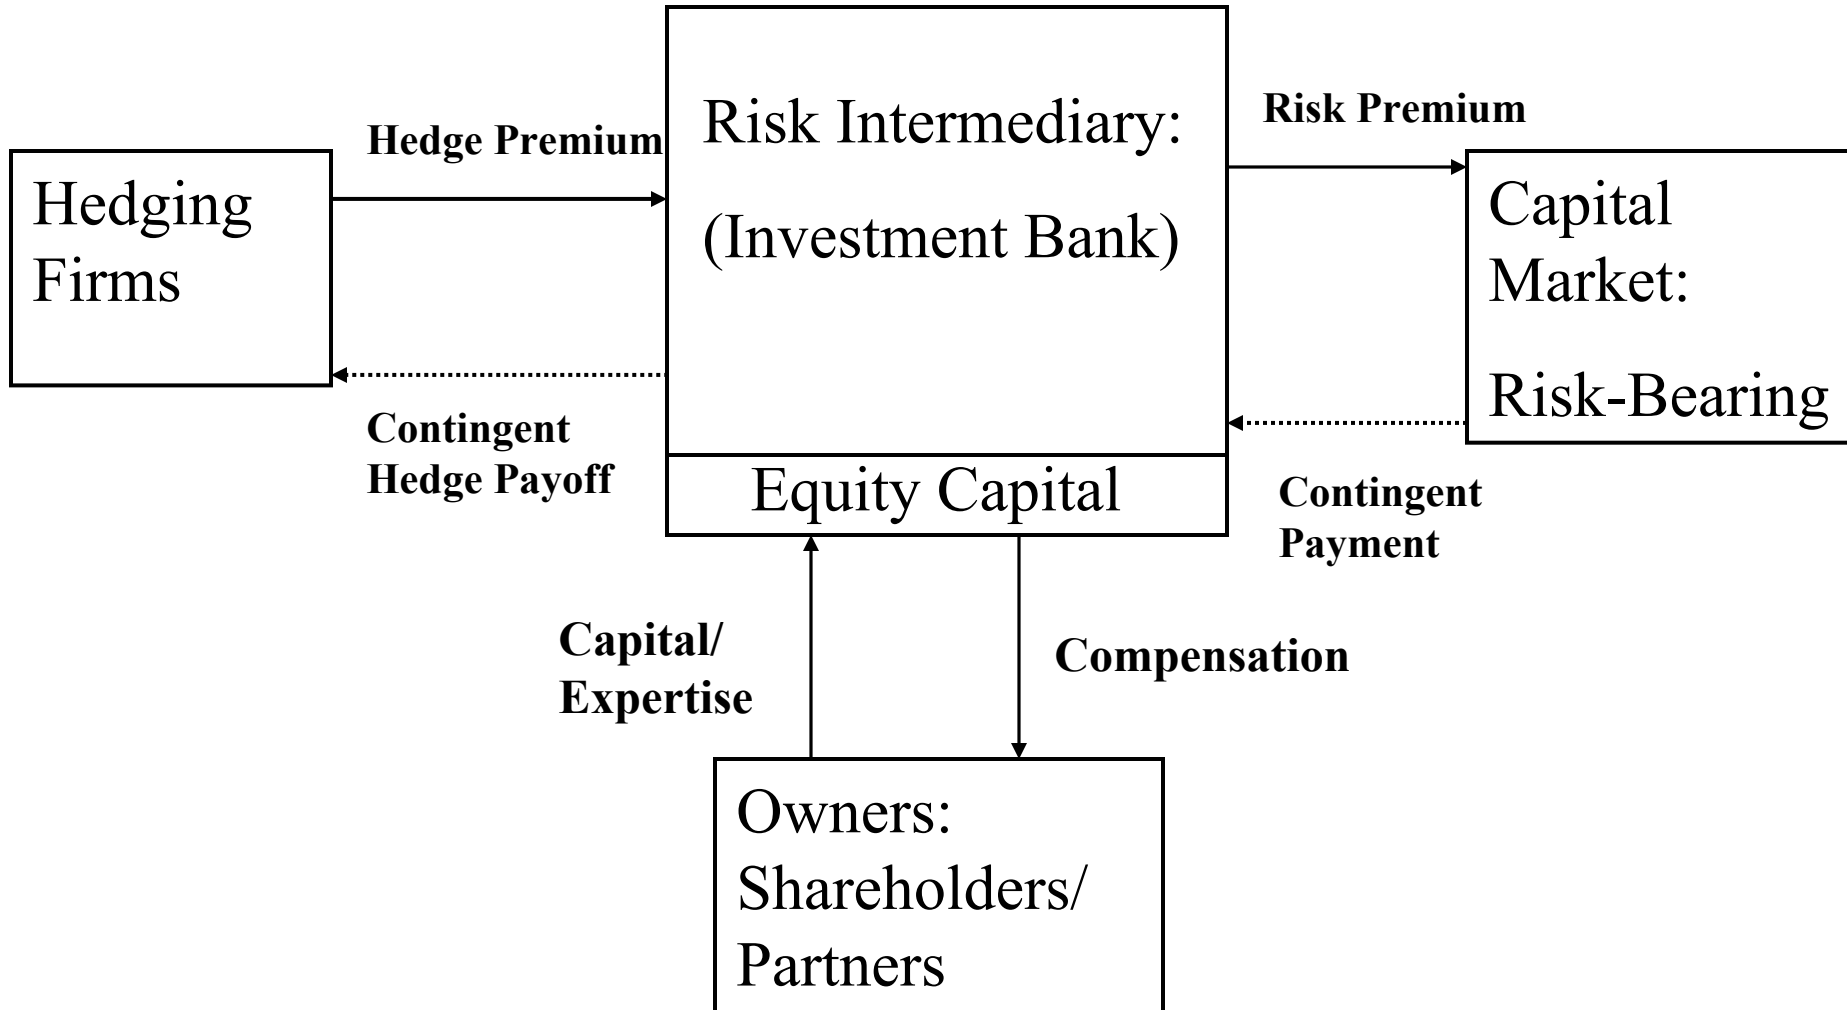 Hedging
Firms
Hedge Premium
Contingent
Hedge Payoff
Risk Intermediary:
(Investment Bank)
Equity Capital
Risk Premium
Capital
Market:
Risk-Bearing
Contingent
Payment
Capital/
Expertise
Compensation
Owners:
Shareholders/
Partners